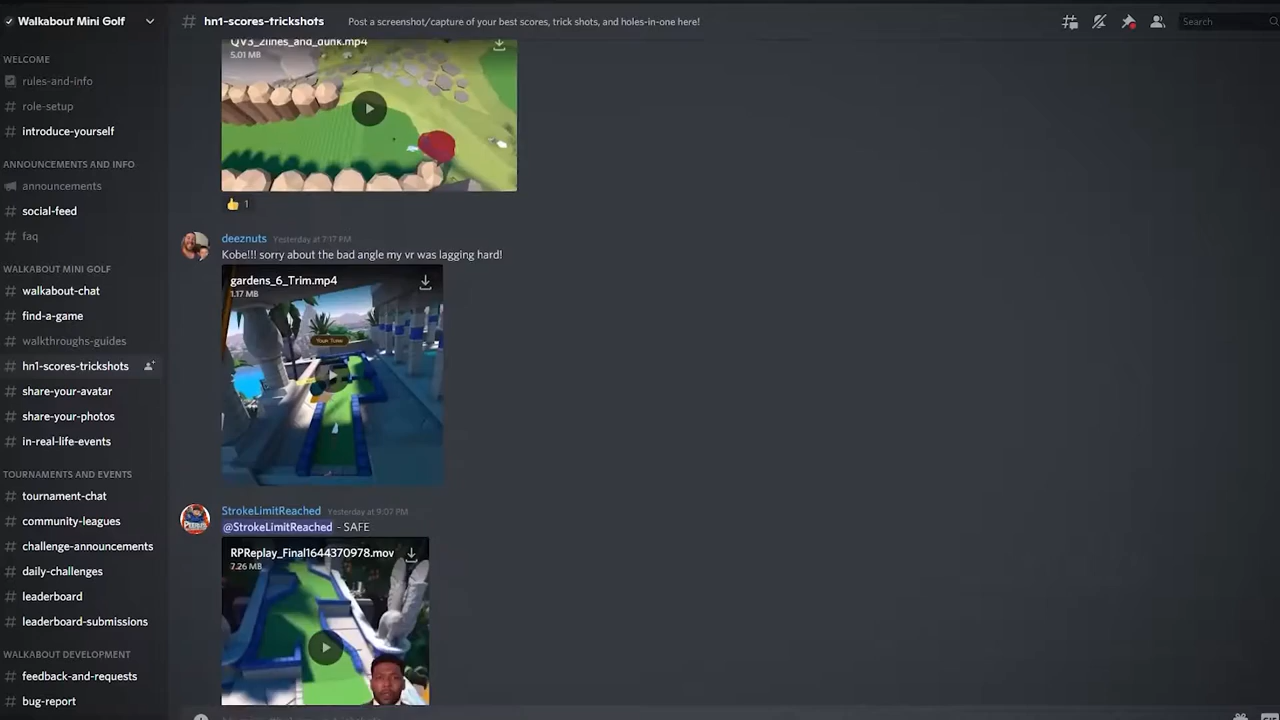 Walkabout Mini Golf
WELCOME
rules-and-info
role-setup
introduce-yourself
ANNOUNCEMENTS AND INFO
announcements
social-feed
faq
WALKABOUT MINI GOLF
walkabout-chat
find-a-game
walkthroughs-guides
hn1-scores-trickshots
share-your-avatar
share-your-photos
in-real-life-events
TOURNAMENTS AND EVENTS
tournament-chat
community-leagues
challenge-announcements
daily-challenges
leaderboard
leaderboard-submissions
WALKABOUT DEVELOPMENT
feedback-and-requests
bug-report
hn1-scores-trickshots Post a screenshot/capture of your best scores, trick shots, and holes-in-one here!
Search
QV3_2lines_and_dunk.mp4
5.01 MB
1
deeznuts Yesterday at 7:17 PM
Kobe!!! sorry about the bad angle my vr was lagging hard!
gardens_6_Trim.mp4
1.17 MB
Your Turn
StrokeLimitReached Yesterday at 9:07 PM
@StrokeLimitReached - SAFE
RPReplay_Final1644370978.mov
7.26 MB